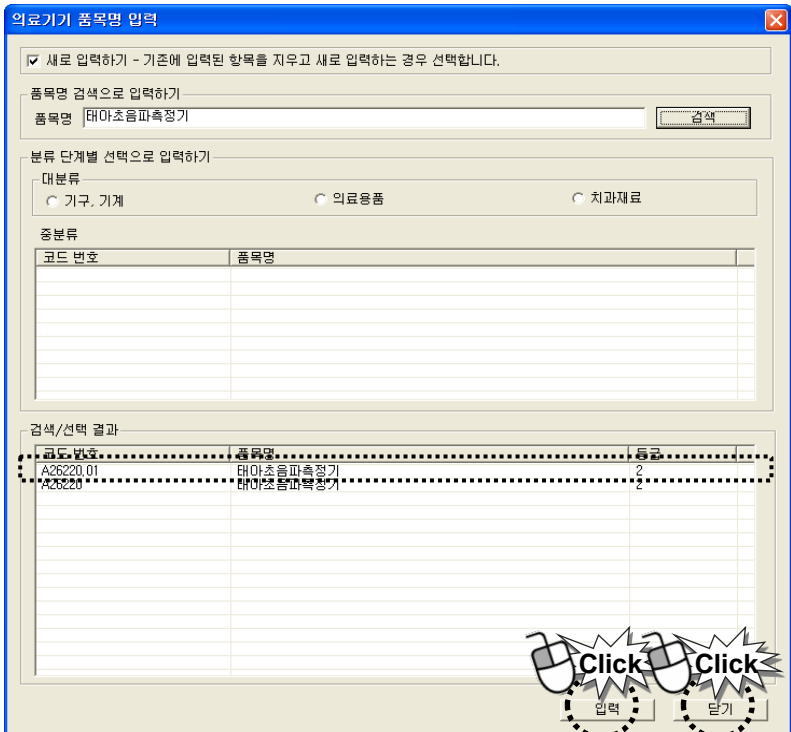 의료기기 품목명 입력
새로 입력하기 - 기존에 입력된 항목을 지우고 새로 입력하는 경우 선택합니다.
품목명 검색으로 입력하기
품목명 태아초음파측정기 검색
분류 단계별 선택으로 입력하기
대분류
기구, 기계 의료용품 치과재료
중분류
코드 번호 품목명
검색/선택 결과
코드 번호 품목명 등급
A26220,01 태아초음파측정기 2
A26220 태아초음파측정기 2
Click Click
입력 닫기